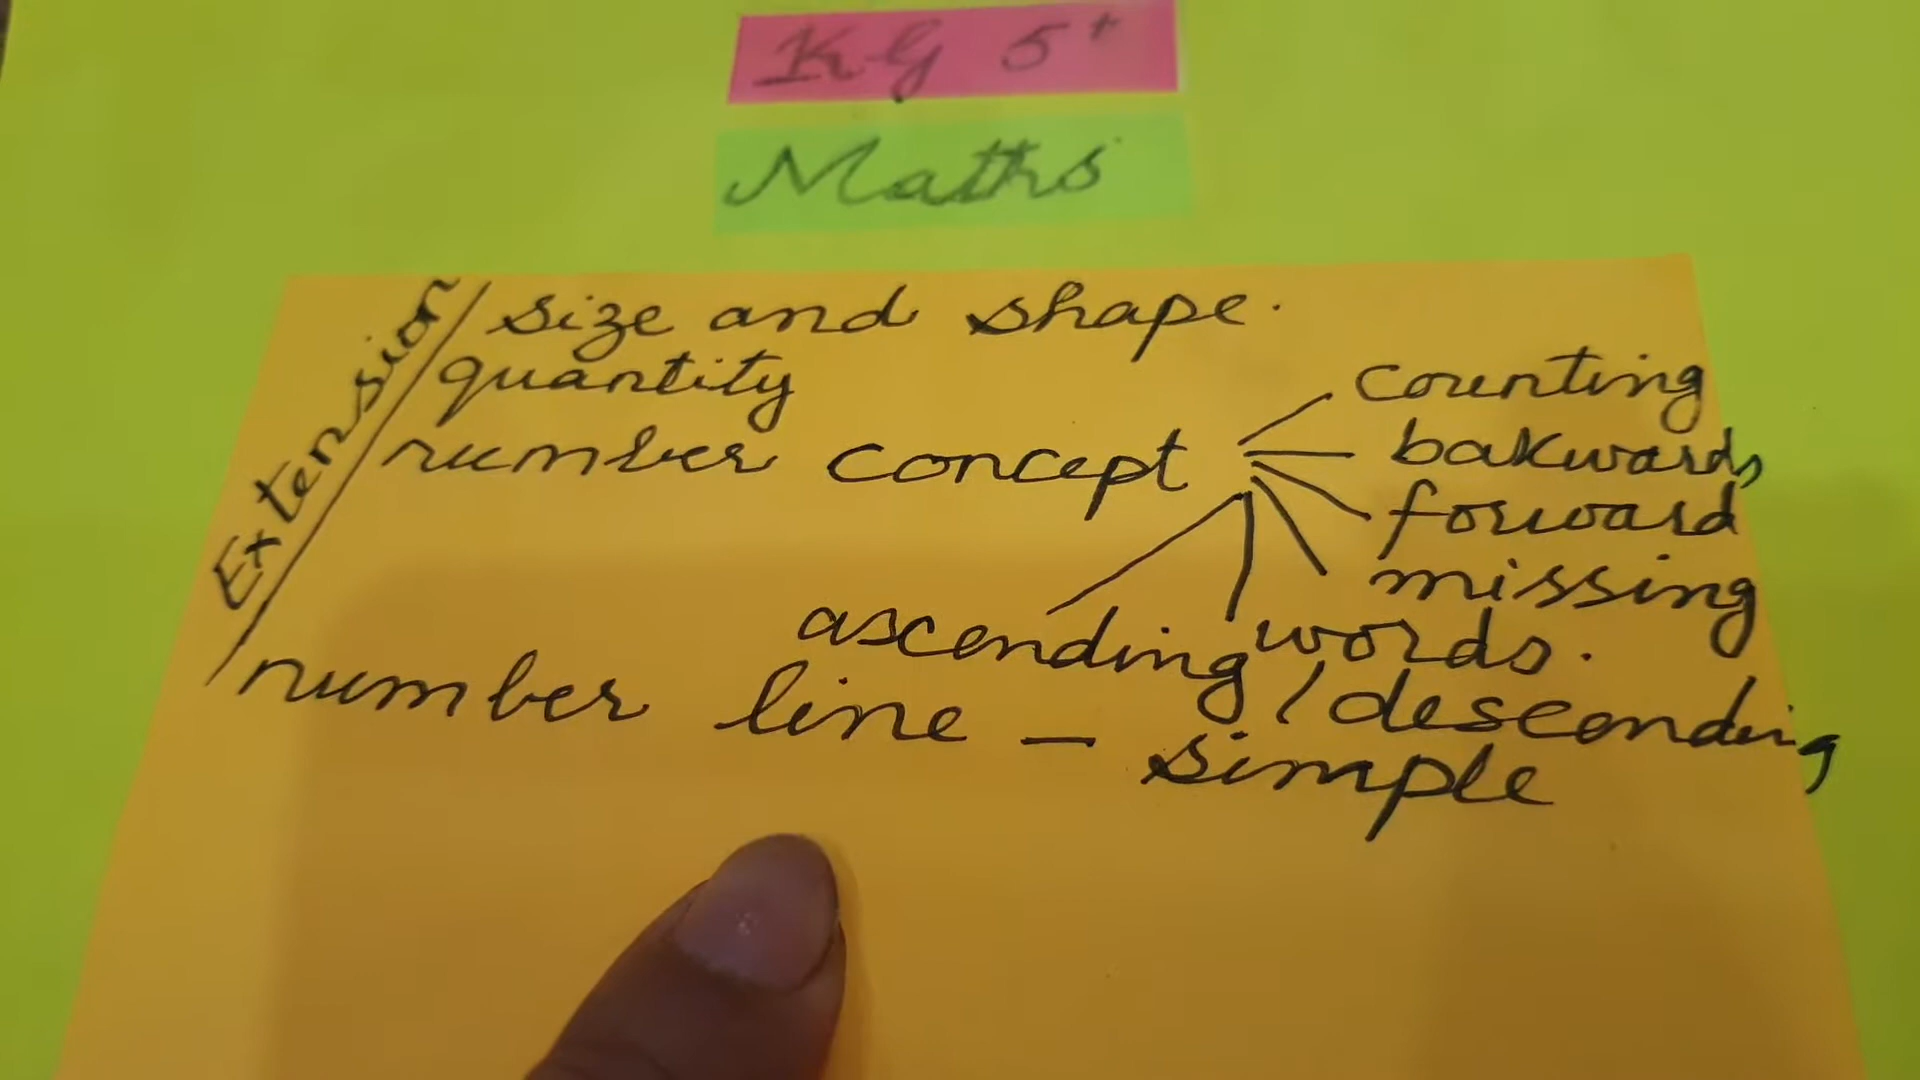 KG 5+
Maths
Extension
size and shape.
quantity
number concept
counting
bakwards
forward
missing
words.
ascending / desconding
number line - simple